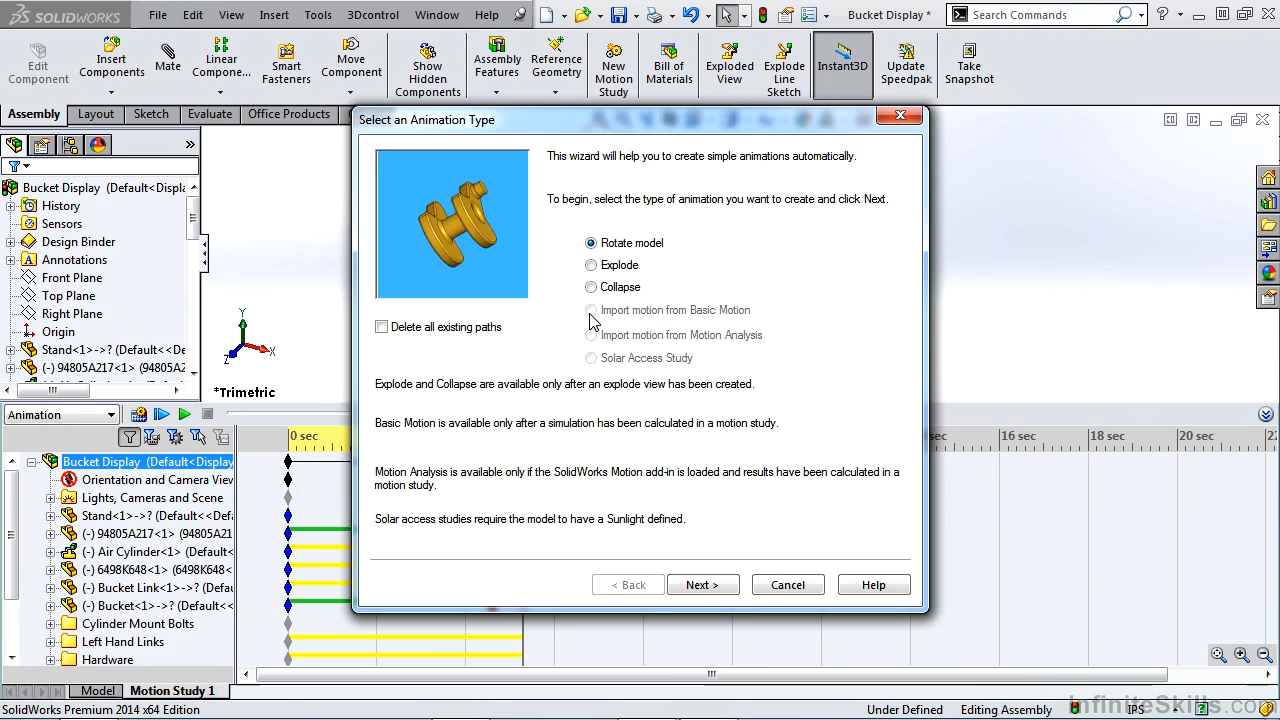 SOLIDWORKS File Edit View Insert Tools 3Dcontrol Window Help Bucket Display * Search Commands
Edit Component
Insert Components
Mate
Linear Compone...
Smart Fasteners
Move Component
Show Hidden Components
Assembly Features
Reference Geometry
New Motion Study
Bill of Materials
Exploded View
Explode Line Sketch
Instant3D
Update Speedpak
Take Snapshot
Assembly Layout Sketch Evaluate Office Products
Select an Animation Type
This wizard will help you to create simple animations automatically.
To begin, select the type of animation you want to create and click Next.
Rotate model
Explode
Collapse
Import motion from Basic Motion
Import motion from Motion Analysis
Solar Access Study
Delete all existing paths
Explode and Collapse are available only after an explode view has been created.
Basic Motion is available only after a simulation has been calculated in a motion study.
Motion Analysis is available only if the SolidWorks Motion add-in is loaded and results have been calculated in a
motion study.
Solar access studies require the model to have a Sunlight defined.
< Back Next > Cancel Help
Bucket Display (Default<Displa
History
Sensors
Design Binder
Annotations
Front Plane
Top Plane
Right Plane
Origin
Stand<1>->? (Default<<Defau
(-) 94805A217<1> (94805A217
Y
X
Z
*Trimetric
Animation
0 sec
sec 16 sec 18 sec 20 sec 22
Bucket Display (Default<Display
Orientation and Camera View
Lights, Cameras and Scene
Stand<1>->? (Default<<Def
(-) 94805A217<1> (94805A21
(-) Air Cylinder<1> (Default<
(-) 6498K648<1> (6498K648<
(-) Bucket Link<1>->? (Defa
(-) Bucket<1>->? (Default<
Cylinder Mount Bolts
Left Hand Links
Hardware
Model Motion Study 1
SolidWorks Premium 2014 x64 Edition Under Defined Editing Assembly IPS
InfiniteSkills.com